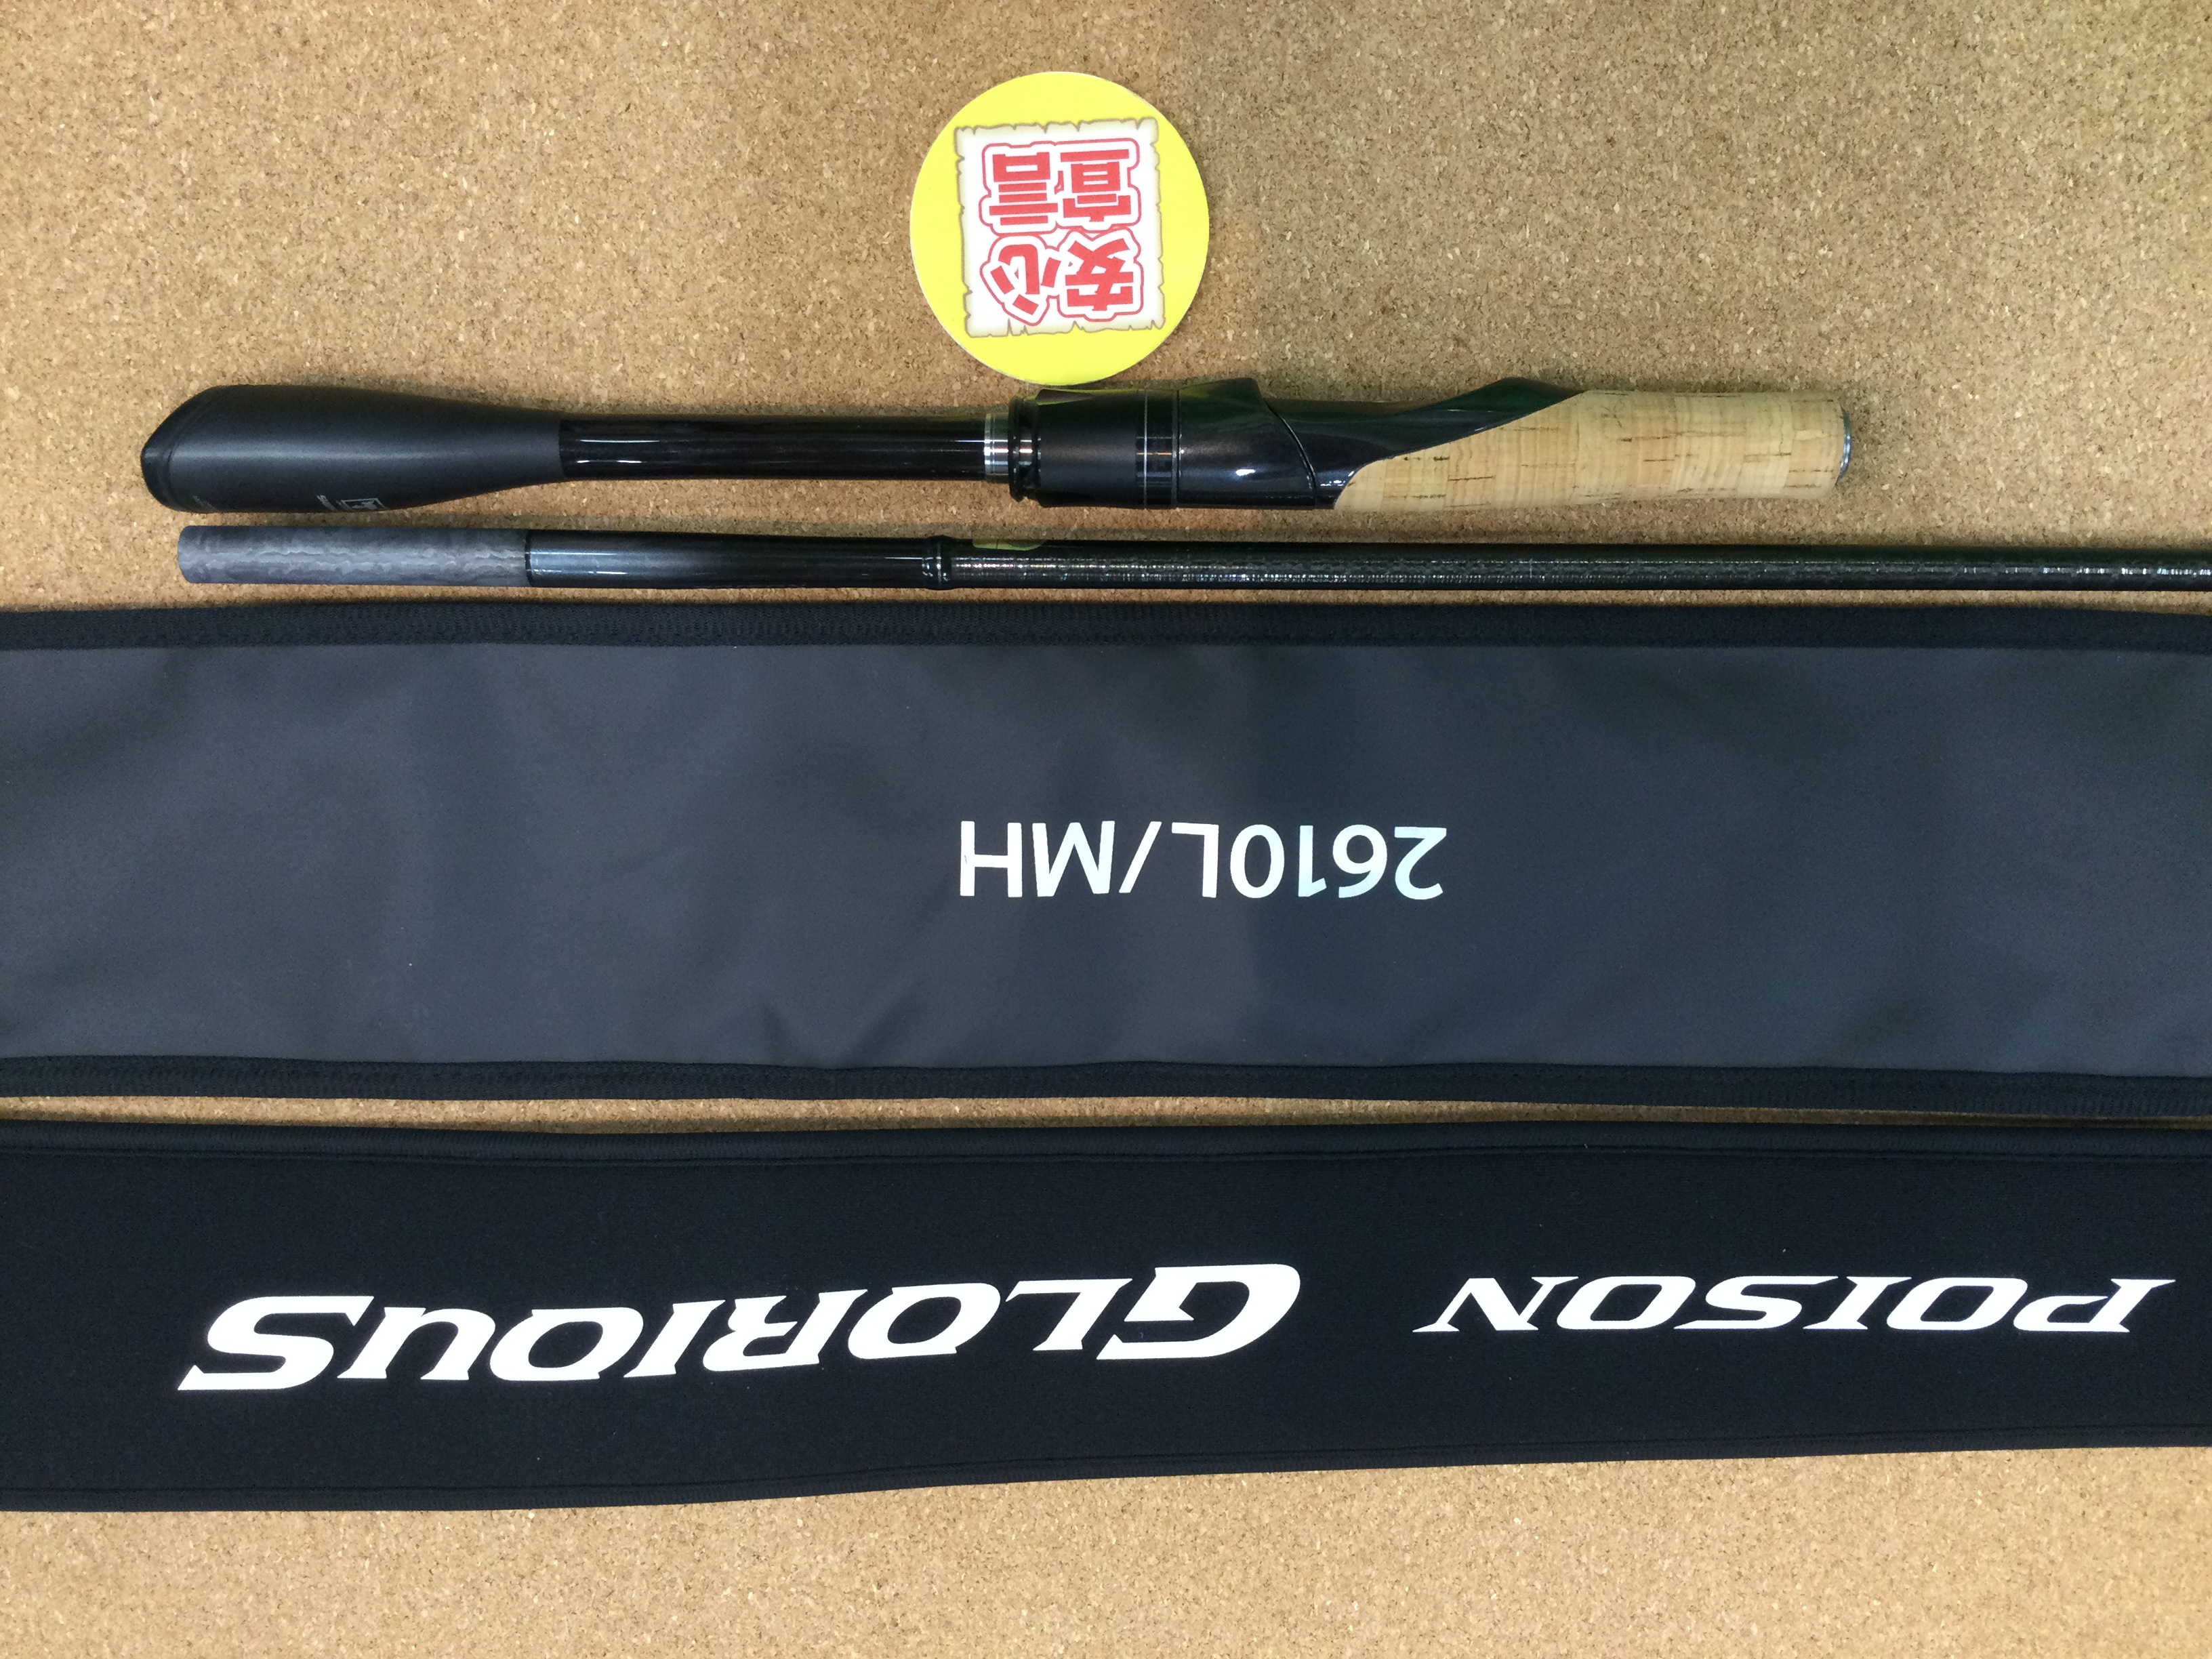 POISON GLORIOUS
2610L/MH
安心
宣言